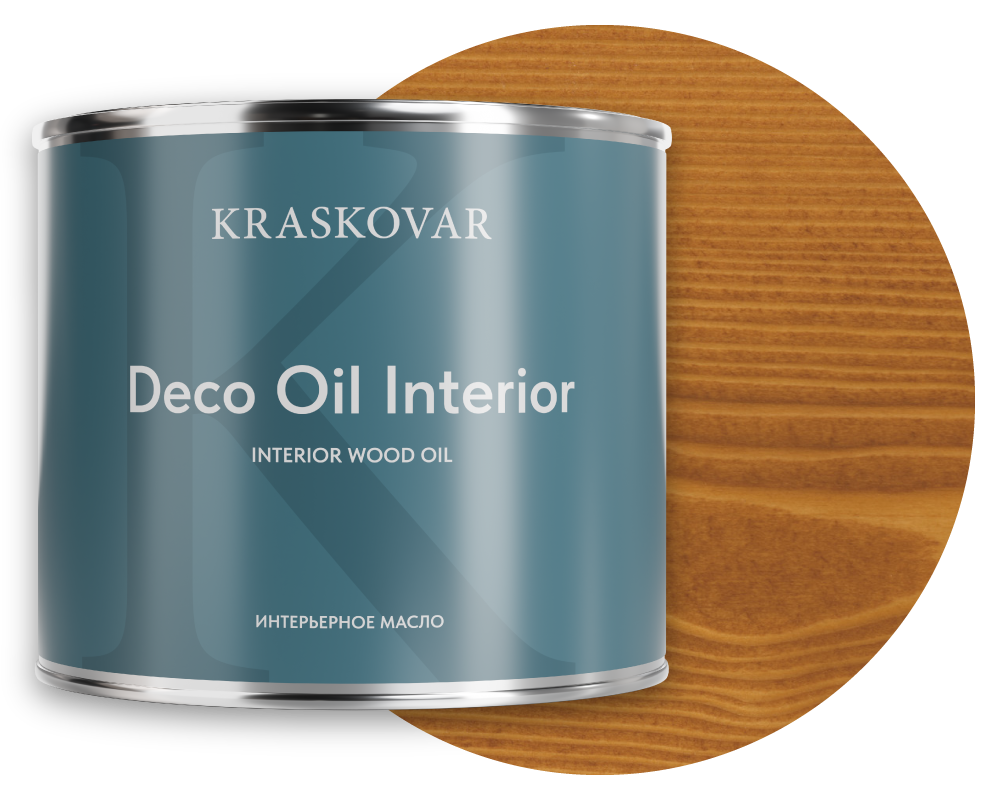 KRASKOVAR
Deco Oil Interior
INTERIOR WOOD OIL
ИНТЕРЬЕРНОЕ МАСЛО